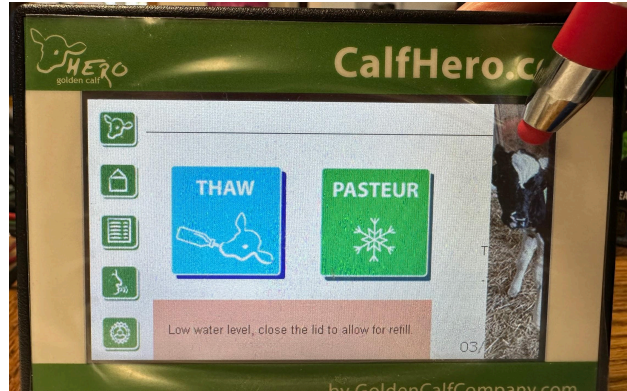 HERO
golden calf
CalfHero.c
THAW
PASTEUR
T
Low water level, close the lid to allow for refill.
03/
by GoldenCalfCompany.com